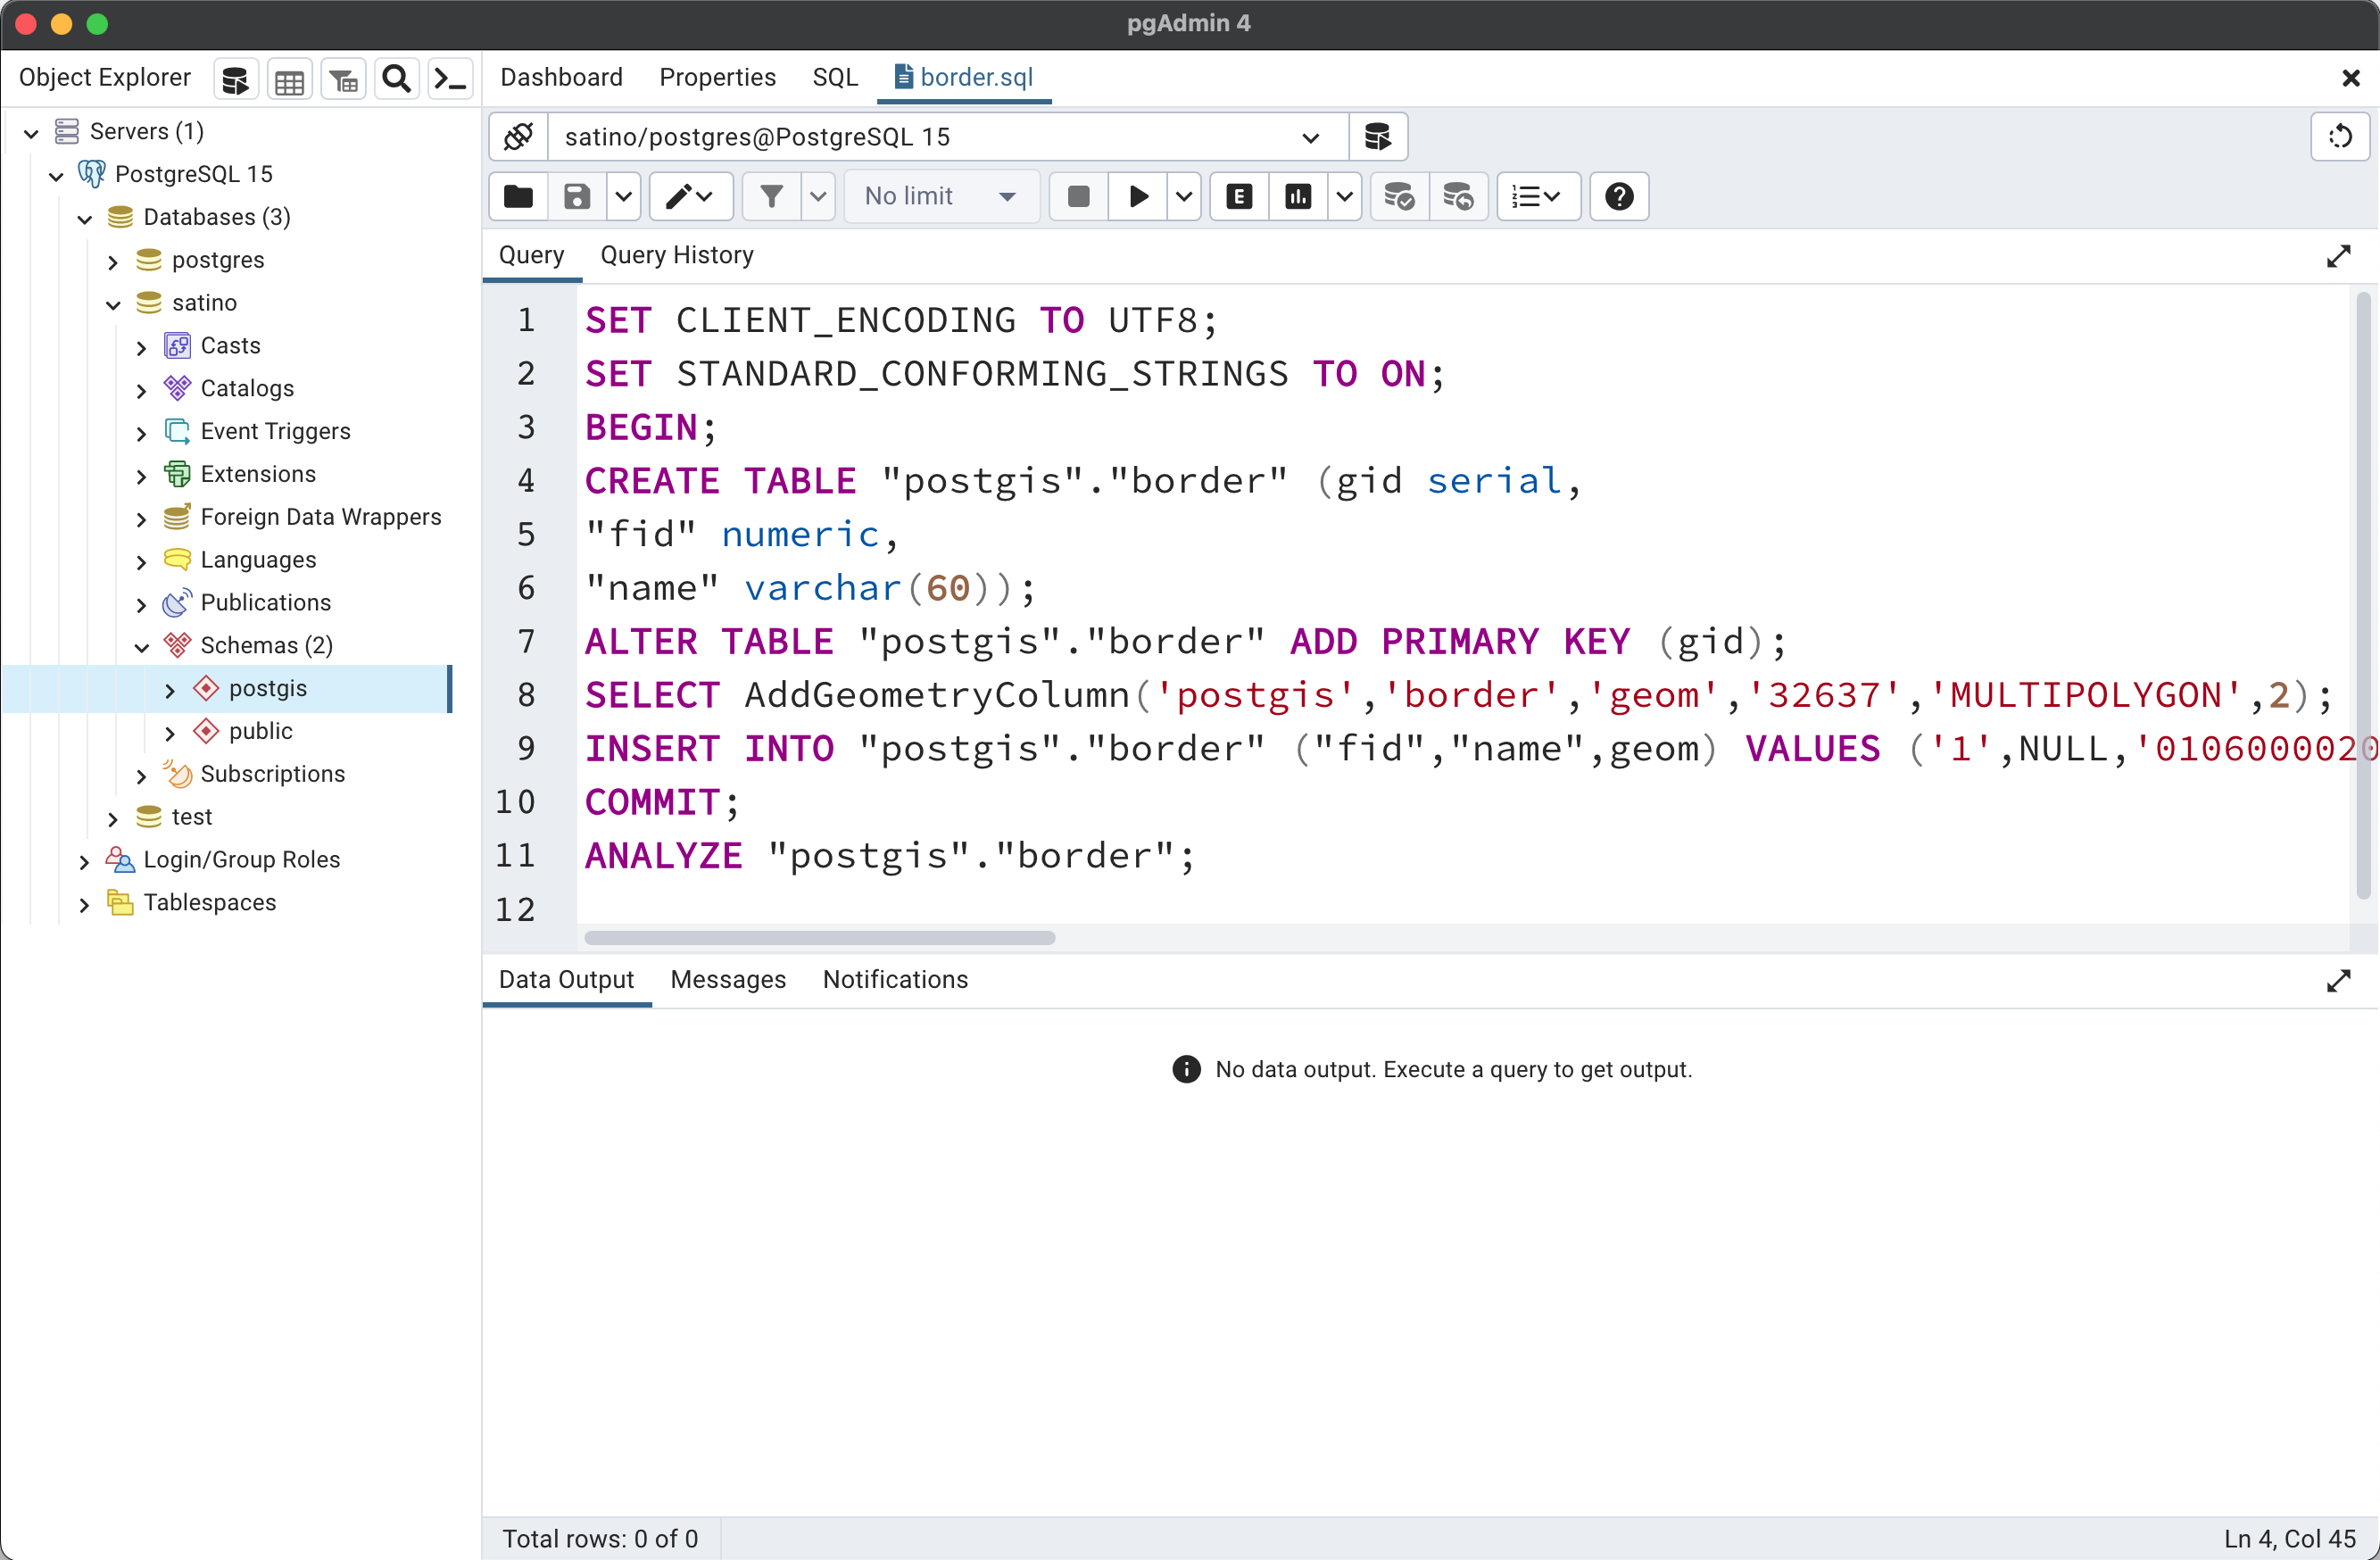 pgAdmin 4
Object Explorer
Dashboard Properties SQL border.sql
Servers (1)
PostgreSQL 15
Databases (3)
postgres
satino
Casts
Catalogs
Event Triggers
Extensions
Foreign Data Wrappers
Languages
Publications
Schemas (2)
postgis
public
Subscriptions
test
Login/Group Roles
Tablespaces
satino/postgres@PostgreSQL 15
No limit
E
Query Query History
1 SET CLIENT_ENCODING TO UTF8;
2 SET STANDARD_CONFORMING_STRINGS TO ON;
3 BEGIN;
4 CREATE TABLE "postgis"."border" (gid serial,
5 "fid" numeric,
6 "name" varchar(60));
7 ALTER TABLE "postgis"."border" ADD PRIMARY KEY (gid);
8 SELECT AddGeometryColumn('postgis','border','geom','32637','MULTIPOLYGON',2);
9 INSERT INTO "postgis"."border" ("fid","name",geom) VALUES ('1',NULL,'0106000020
10 COMMIT;
11 ANALYZE "postgis"."border";
12
Data Output Messages Notifications
No data output. Execute a query to get output.
Total rows: 0 of 0
Ln 4, Col 45